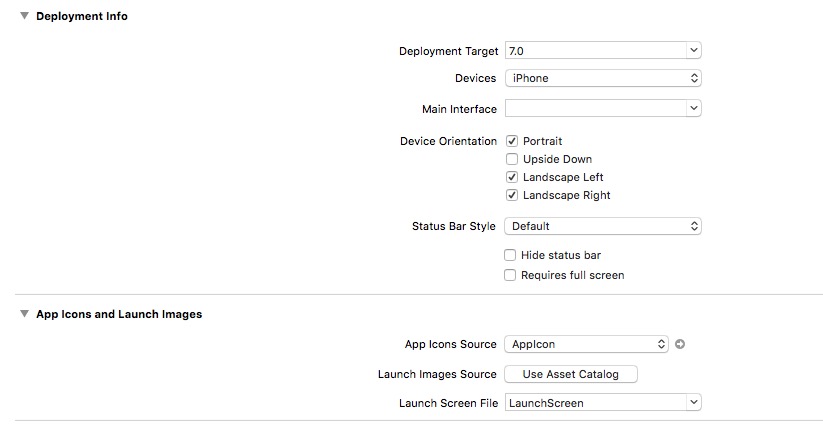 Deployment Info
Deployment Target 7.0
Devices iPhone
Main Interface
Device Orientation Portrait
Upside Down
Landscape Left
Landscape Right
Status Bar Style Default
Hide status bar
Requires full screen
App Icons and Launch Images
App Icons Source AppIcon
Launch Images Source Use Asset Catalog
Launch Screen File LaunchScreen